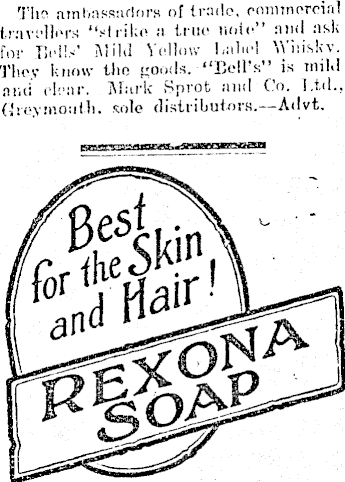 The ambassadors of trade, commercial
travellers "strike a true note" and ask
for Bells' Mild Yellow Label Whisky.
They know the goods. "Bell's" is mild
and clear. Mark Sprot and Co. Ltd.,
Greymouth, sole distributors.—Advt.
Best
for the Skin
and Hair!
REXONA
SOAP